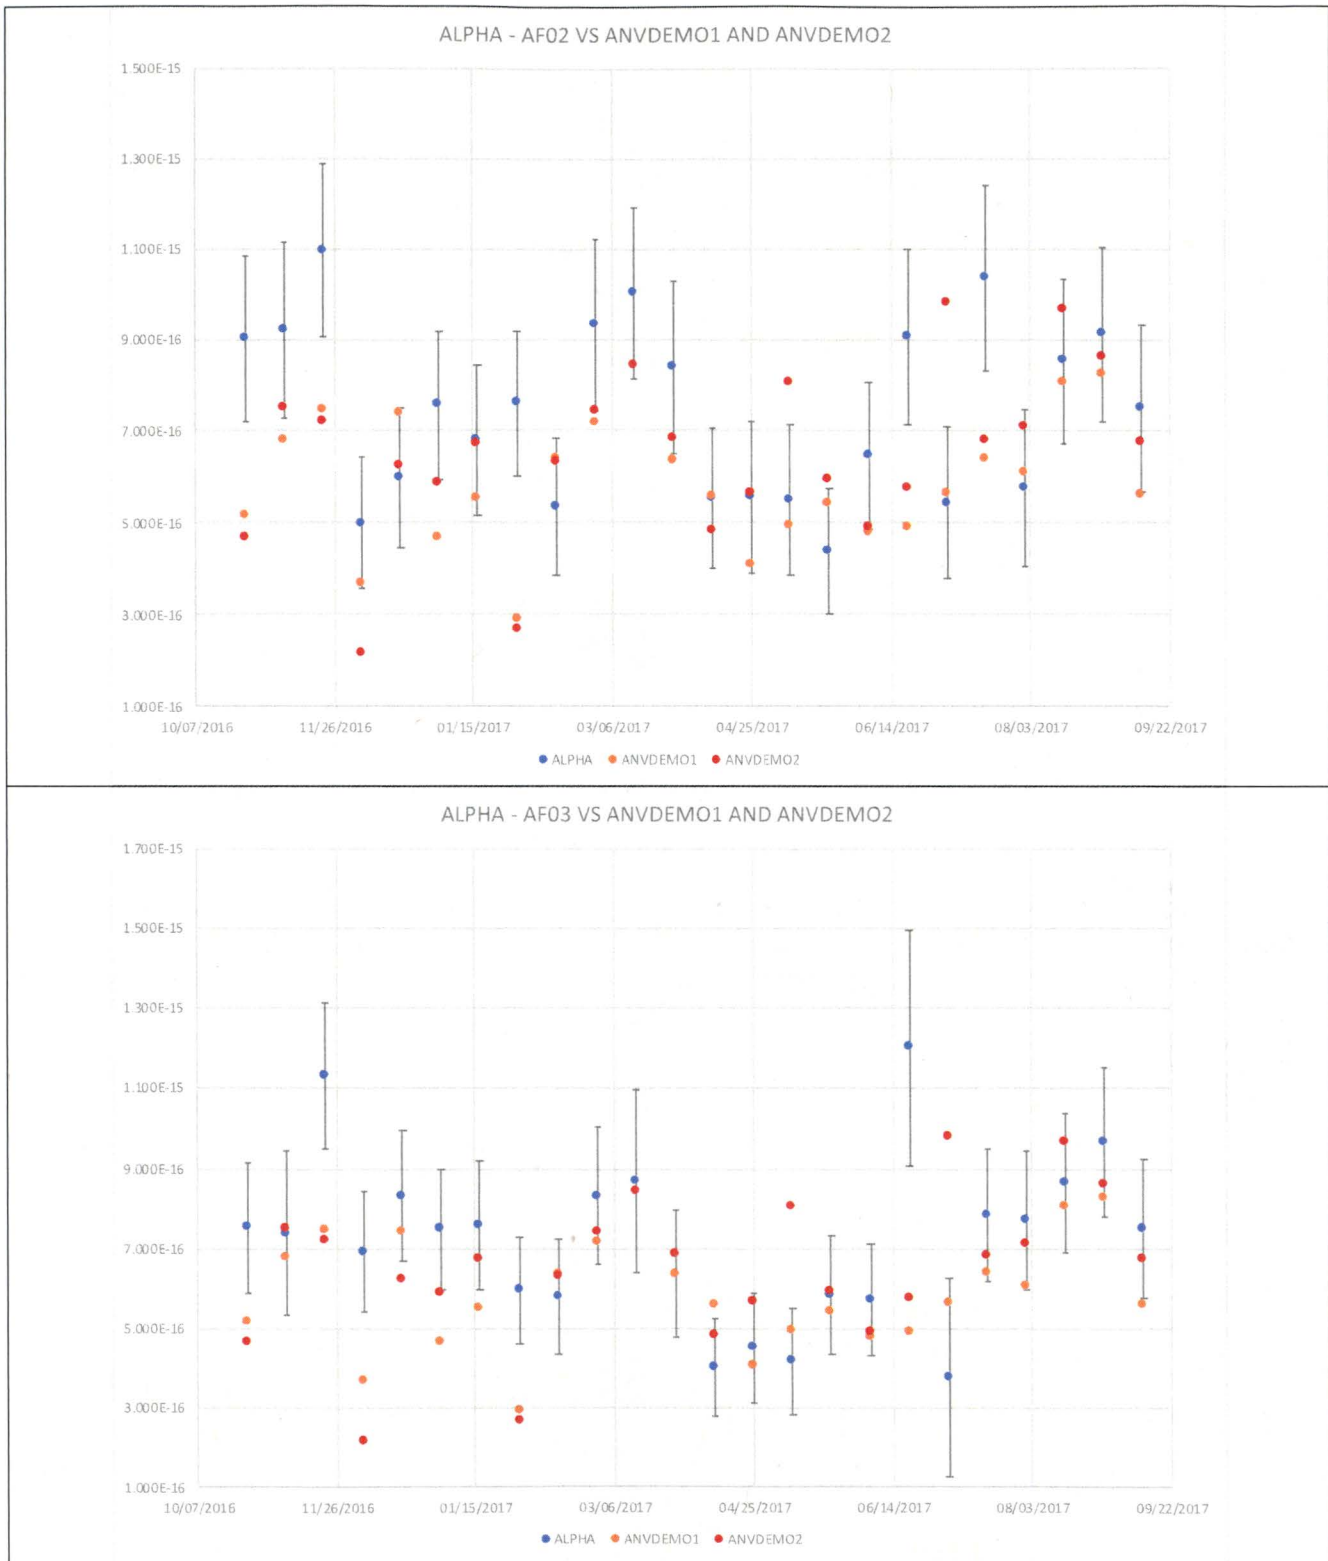 ALPHA - AF02 VS ANVDEMO1 AND ANVDEMO2
1.500E-15
1.300E-15
1.100E-15
9.000E-16
7.000E-16
5.000E-16
3.000E-16
1.000E-16
10/07/2016 11/26/2016 01/15/2017 03/06/2017 04/25/2017 06/14/2017 08/03/2017 09/22/2017
ALPHA ANVDEMO1 ANVDEMO2
ALPHA - AF03 VS ANVDEMO1 AND ANVDEMO2
1.700E-15
1.500E-15
1.300E-15
1.100E-15
9.000E-16
7.000E-16
5.000E-16
3.000E-16
1.000E-16
10/07/2016 11/26/2016 01/15/2017 03/06/2017 04/25/2017 06/14/2017 08/03/2017 09/22/2017
ALPHA ANVDEMO1 ANVDEMO2